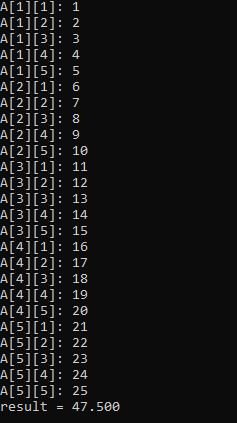 A[1][1]: 1
A[1][2]: 2
A[1][3]: 3
A[1][4]: 4
A[1][5]: 5
A[2][1]: 6
A[2][2]: 7
A[2][3]: 8
A[2][4]: 9
A[2][5]: 10
A[3][1]: 11
A[3][2]: 12
A[3][3]: 13
A[3][4]: 14
A[3][5]: 15
A[4][1]: 16
A[4][2]: 17
A[4][3]: 18
A[4][4]: 19
A[4][5]: 20
A[5][1]: 21
A[5][2]: 22
A[5][3]: 23
A[5][4]: 24
A[5][5]: 25
result = 47.500